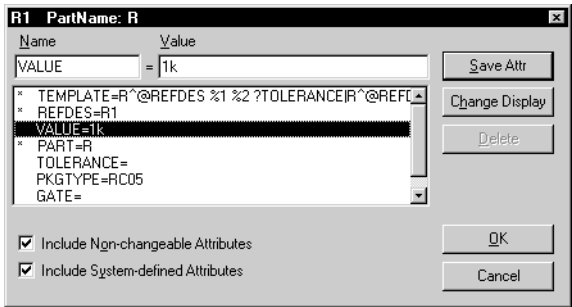 R1 PartName: R
Name Value
VALUE = 1k
Save Attr
* TEMPLATE=R^@REFDES %1 %2 ?TOLERANCE|R^@REFD
* REFDES=R1
VALUE=1k
* PART=R
TOLERANCE=
PKGTYPE=RC05
GATE=
Change Display
Delete
Include Non-changeable Attributes
Include System-defined Attributes
OK
Cancel